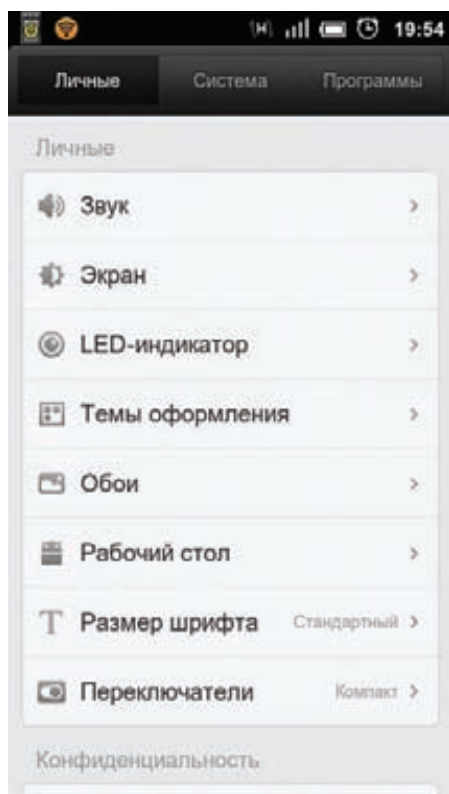 19:54
Личные Система Программы
Личные
Звук
Экран
LED-индикатор
Темы оформления
Обои
Рабочий стол
Размер шрифта Стандартный
Переключатели Компакт
Конфиденциальность